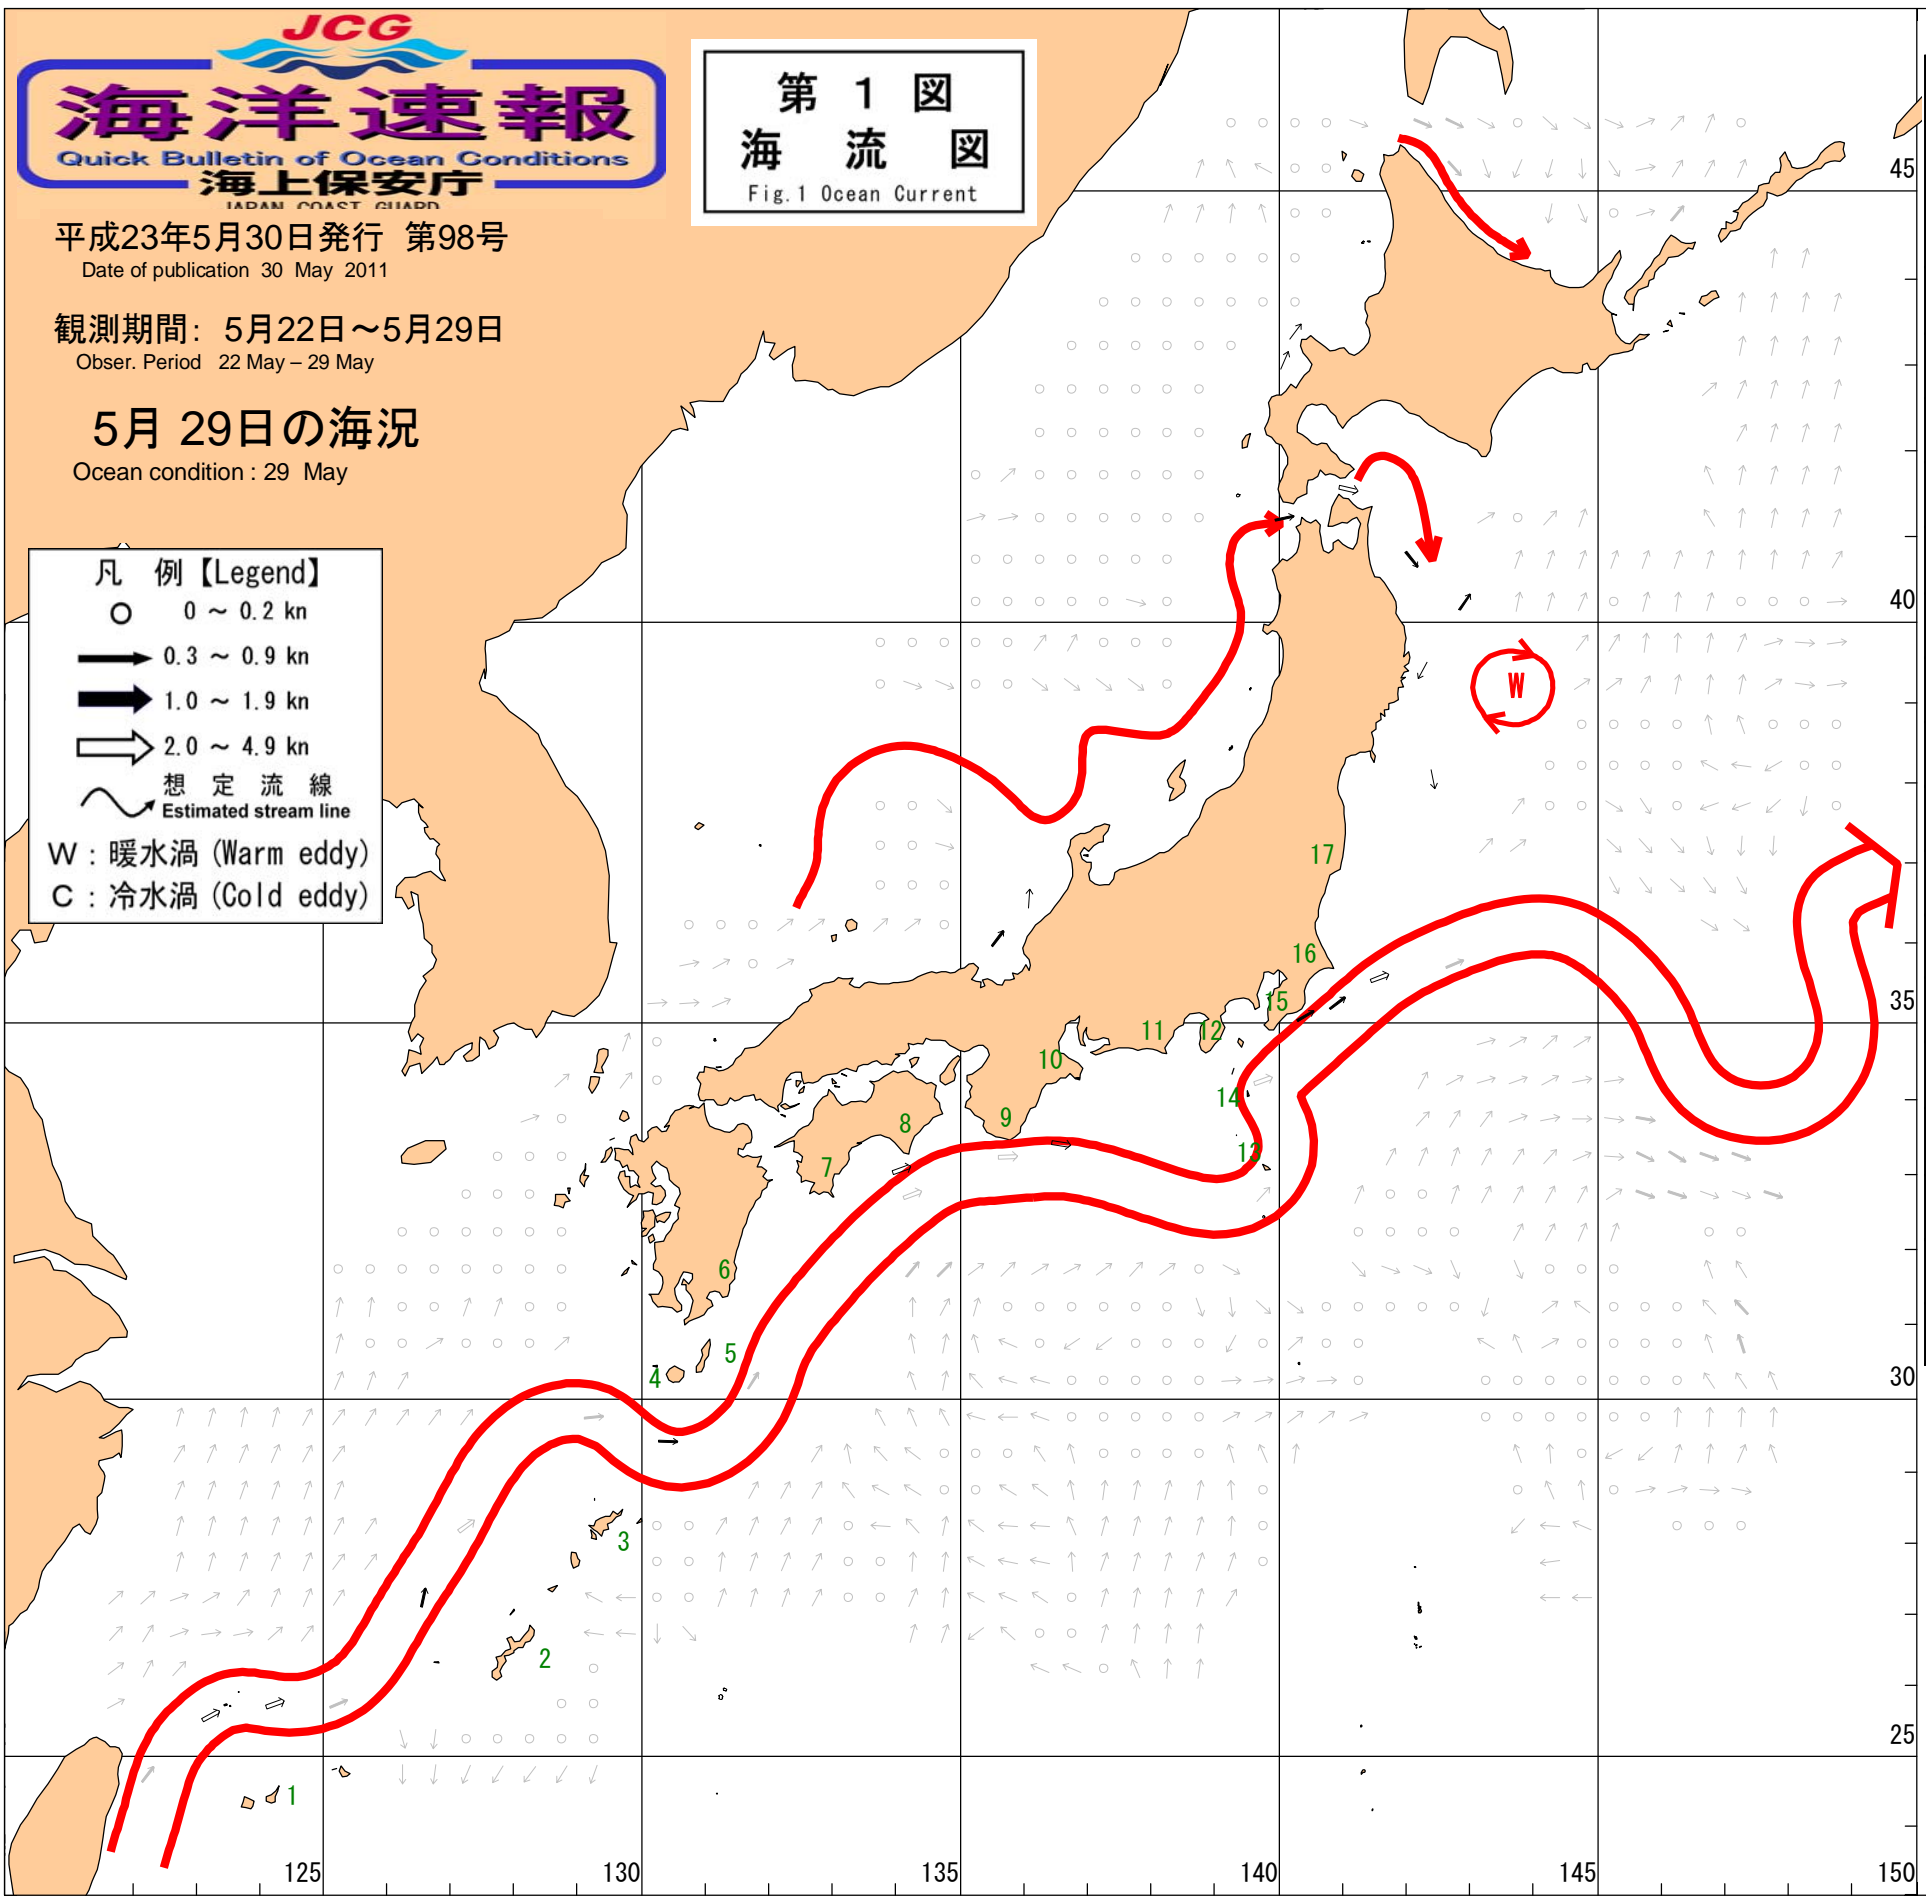 JCG
海洋速報
Quick Bulletin of Ocean Conditions
海上保安庁
JAPAN COAST GUARD
平成23年5月30日発行 第98号
Date of publication 30 May 2011
観測期間: 5月22日～5月29日
Obser. Period 22 May – 29 May
5月 29日の海況
Ocean condition : 29 May
第 1 図
海 流 図
Fig.1 Ocean Current
凡 例【Legend】
0 ～ 0.2 kn
0.3 ～ 0.9 kn
1.0 ～ 1.9 kn
2.0 ～ 4.9 kn
想 定 流 線
Estimated stream line
W : 暖水渦 (Warm eddy)
C : 冷水渦 (Cold eddy)
45
40
W
17
16
15
35
11
12
10
14
9
8
13
7
6
5
4
30
3
2
25
1
125
130
135
140
145
150